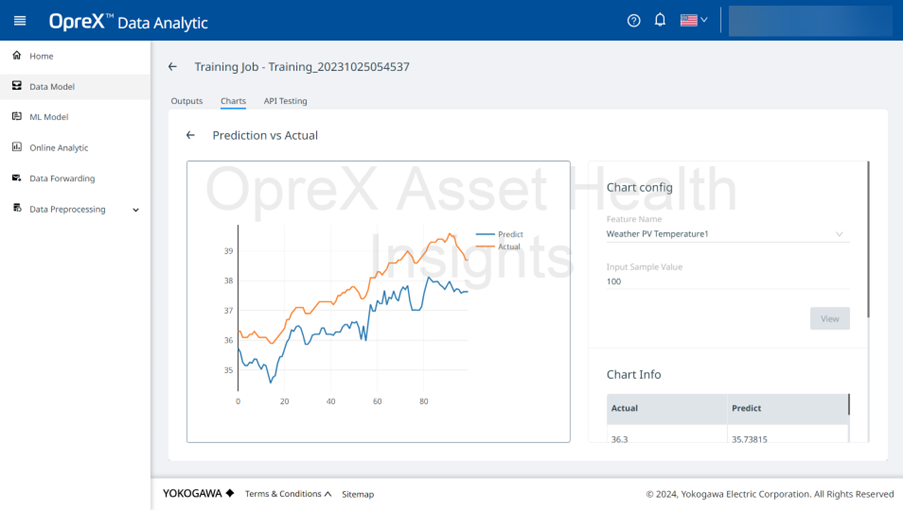 OpreX™ Data Analytic
Home
Data Model
ML Model
Online Analytic
Data Forwarding
Data Preprocessing
Training Job - Training_20231025054537
Outputs Charts API Testing
Prediction vs Actual
OpreX Asset Health
Insights
39
38
37
36
35
0 20 40 60 80
Predict
Actual
Chart config
Feature Name
Weather PV Temperature1
Input Sample Value
100
View
Chart Info
Actual Predict
36.3 35.73815
YOKOGAWA Terms & Conditions Sitemap
© 2024, Yokogawa Electric Corporation. All Rights Reserved